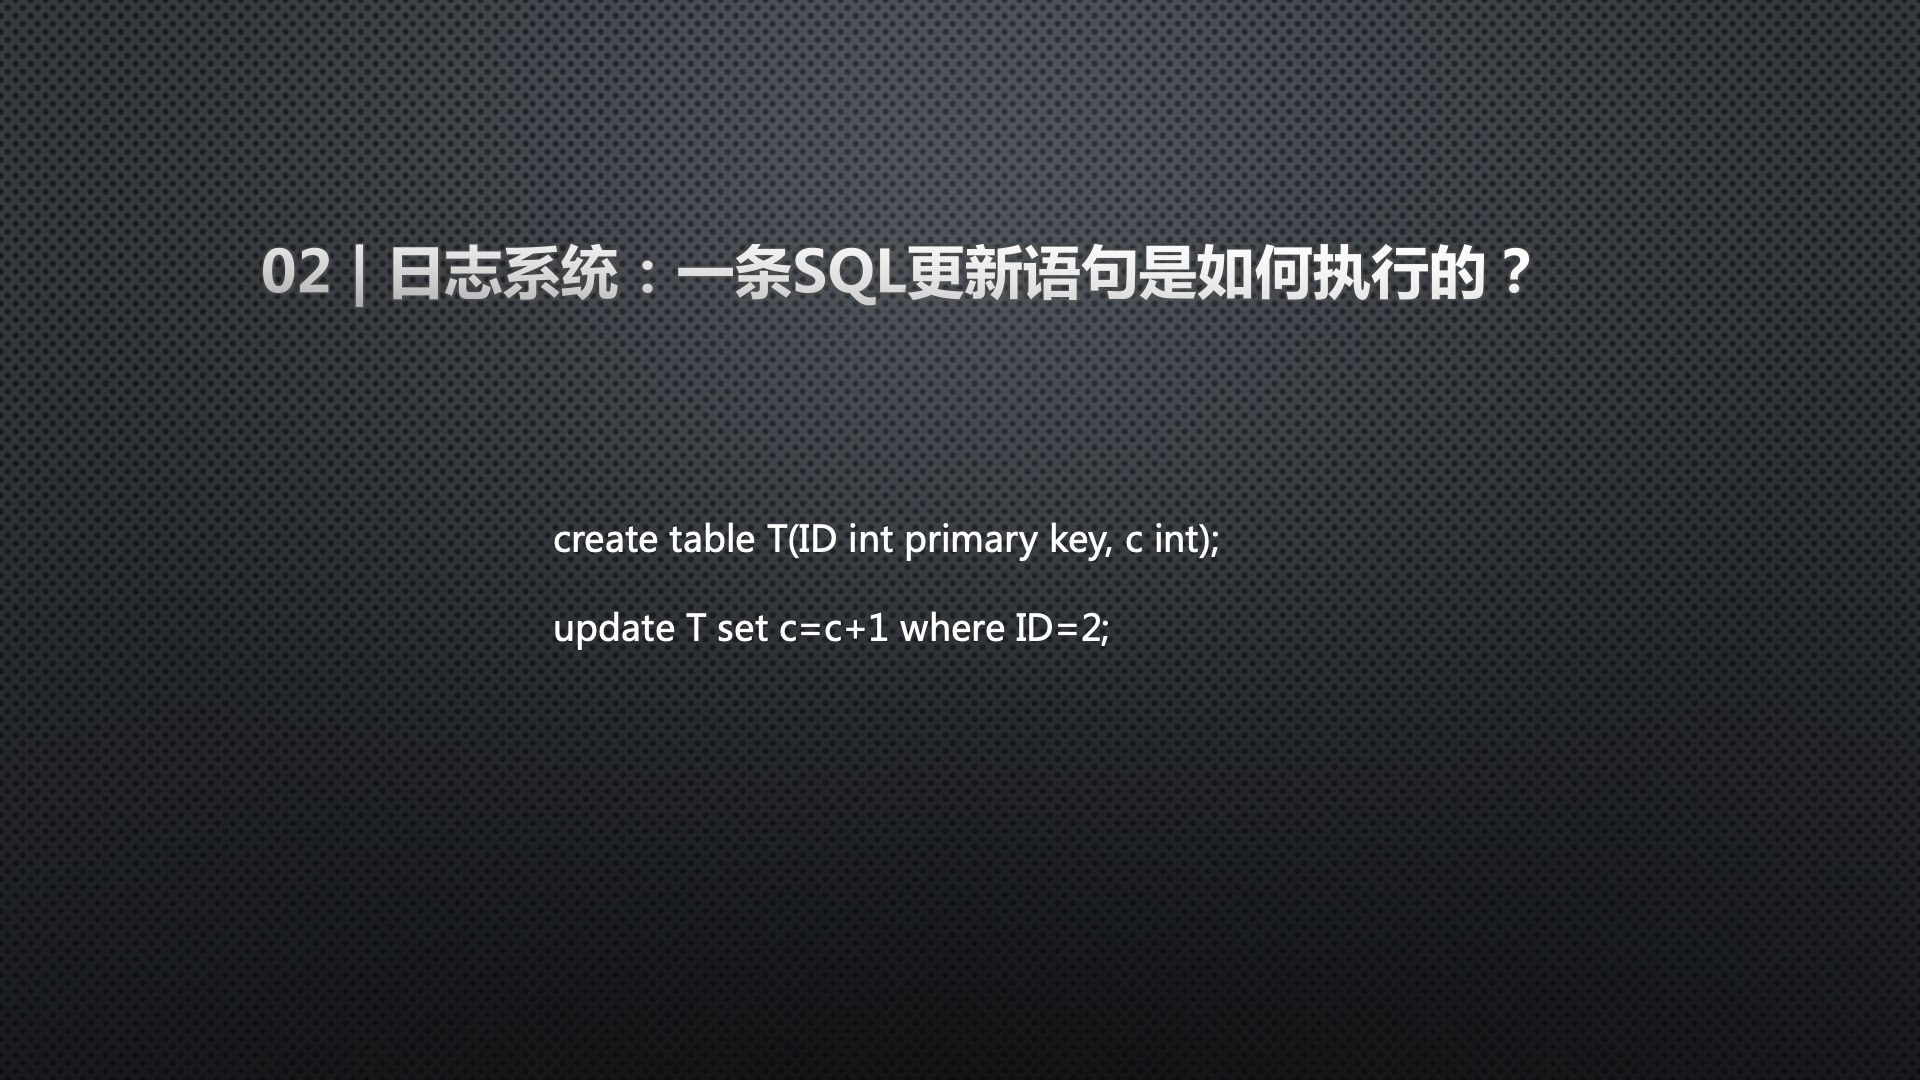 02 | 日志系统：一条SQL更新语句是如何执行的？
create table T(ID int primary key, c int);
update T set c=c+1 where ID=2;